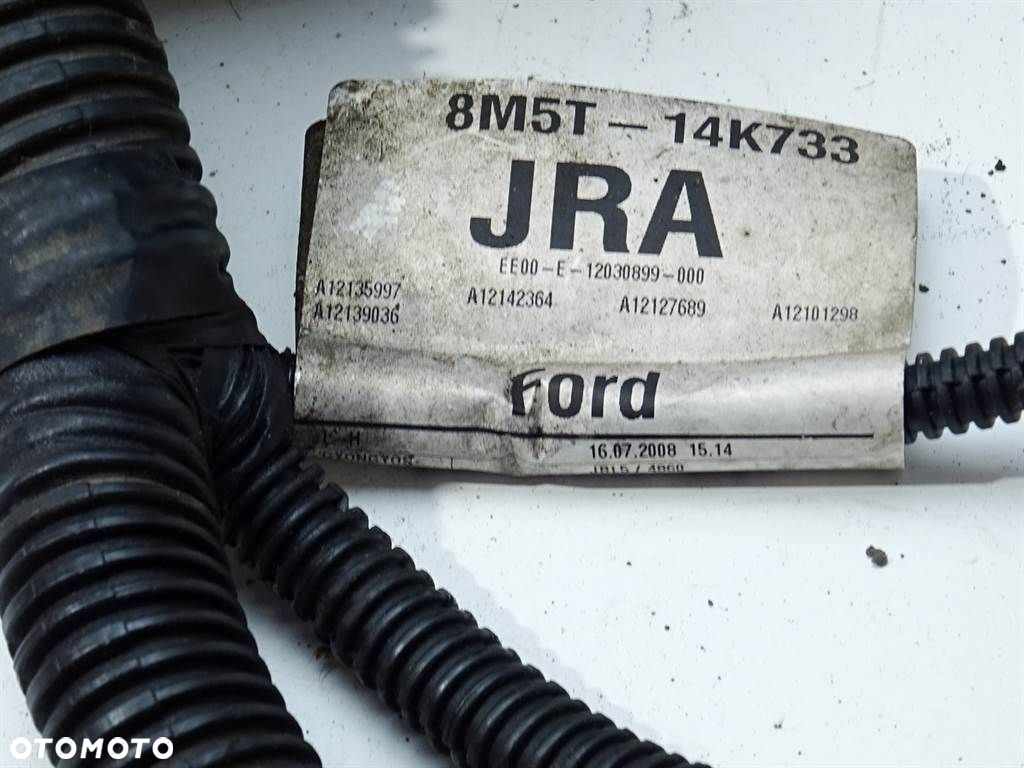 8M5T-14K733
JRA
EE00-E-12030899-000
A12135997 A12142364 A12127689 A12101298
A12139036
Ford
H
16.07.2008 15.14
OTOMOTO